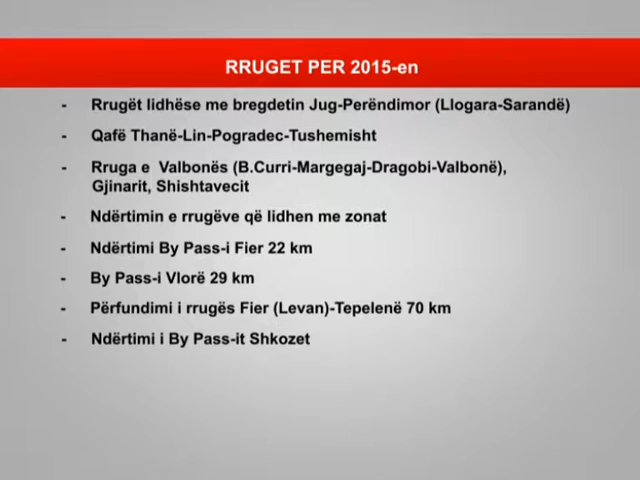 RRUGET PER 2015-en
- Rrugët lidhëse me bregdetin Jug-Perëndimor (Llogara-Sarandë)
- Qafë Thanë-Lin-Pogradec-Tushemisht
- Rruga e Valbonës (B.Curri-Margegaj-Dragobi-Valbonë),
Gjinarit, Shishtavecit
- Ndërtimin e rrugëve që lidhen me zonat
- Ndërtimi By Pass-i Fier 22 km
- By Pass-i Vlorë 29 km
- Përfundimi i rrugës Fier (Levan)-Tepelenë 70 km
- Ndërtimi i By Pass-it Shkozet